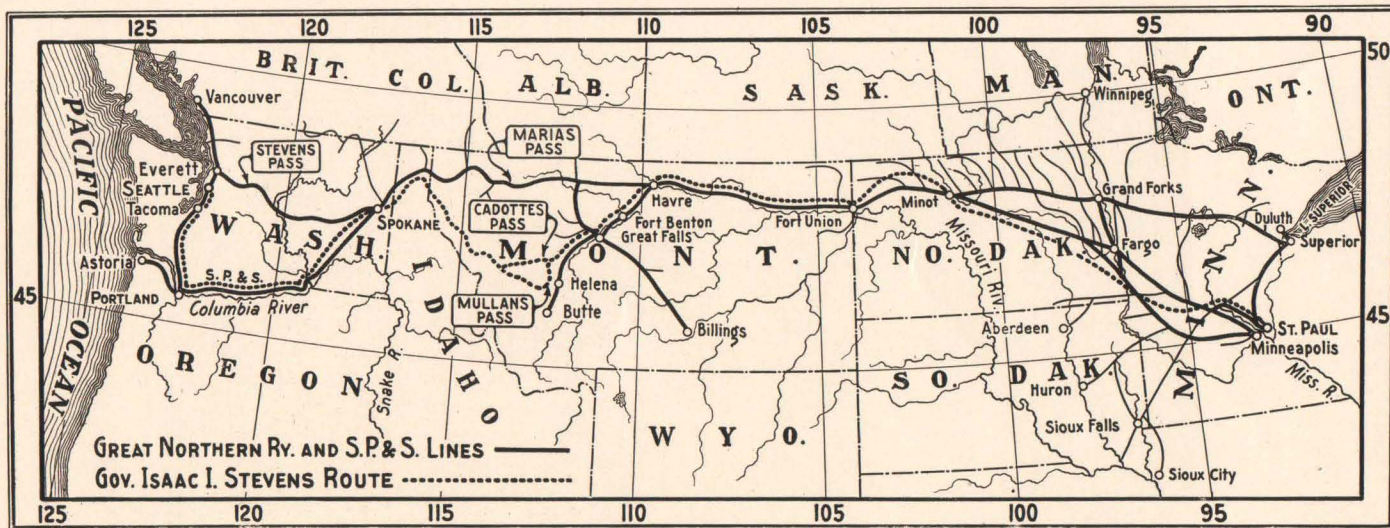 125 120 115 110 105 100 95 90
50
BRIT. COL. ALB. SASK. MAN. ONT.
Vancouver
Winnipeg
MARIAS
PASS
STEVENS
PASS
Everett
SEATTLE
Tacoma
PACIFIC
OCEAN
WASH.
SPOKANE
CADOTTES
PASS
Havre
Fort Benton
Great Falls
Fort Union
Minot
Grand Forks
Duluth
L. SUPERIOR
Superior
Astoria
PORTLAND
S.P. & S.
Columbia River
IDAHO
MONT.
NO. DAK.
Missouri Riv.
Fargo
MINN.
45
MULLANS
PASS
Helena
Butte
Billings
Aberdeen
ST. PAUL
Minneapolis
45
OREGON
Snake R.
WYO.
SO. DAK.
Huron
Miss. R.
Sioux Falls
Sioux City
GREAT NORTHERN RY. AND S.P. & S. LINES
GOV. ISAAC I. STEVENS ROUTE
125 120 115 110 105 100 95